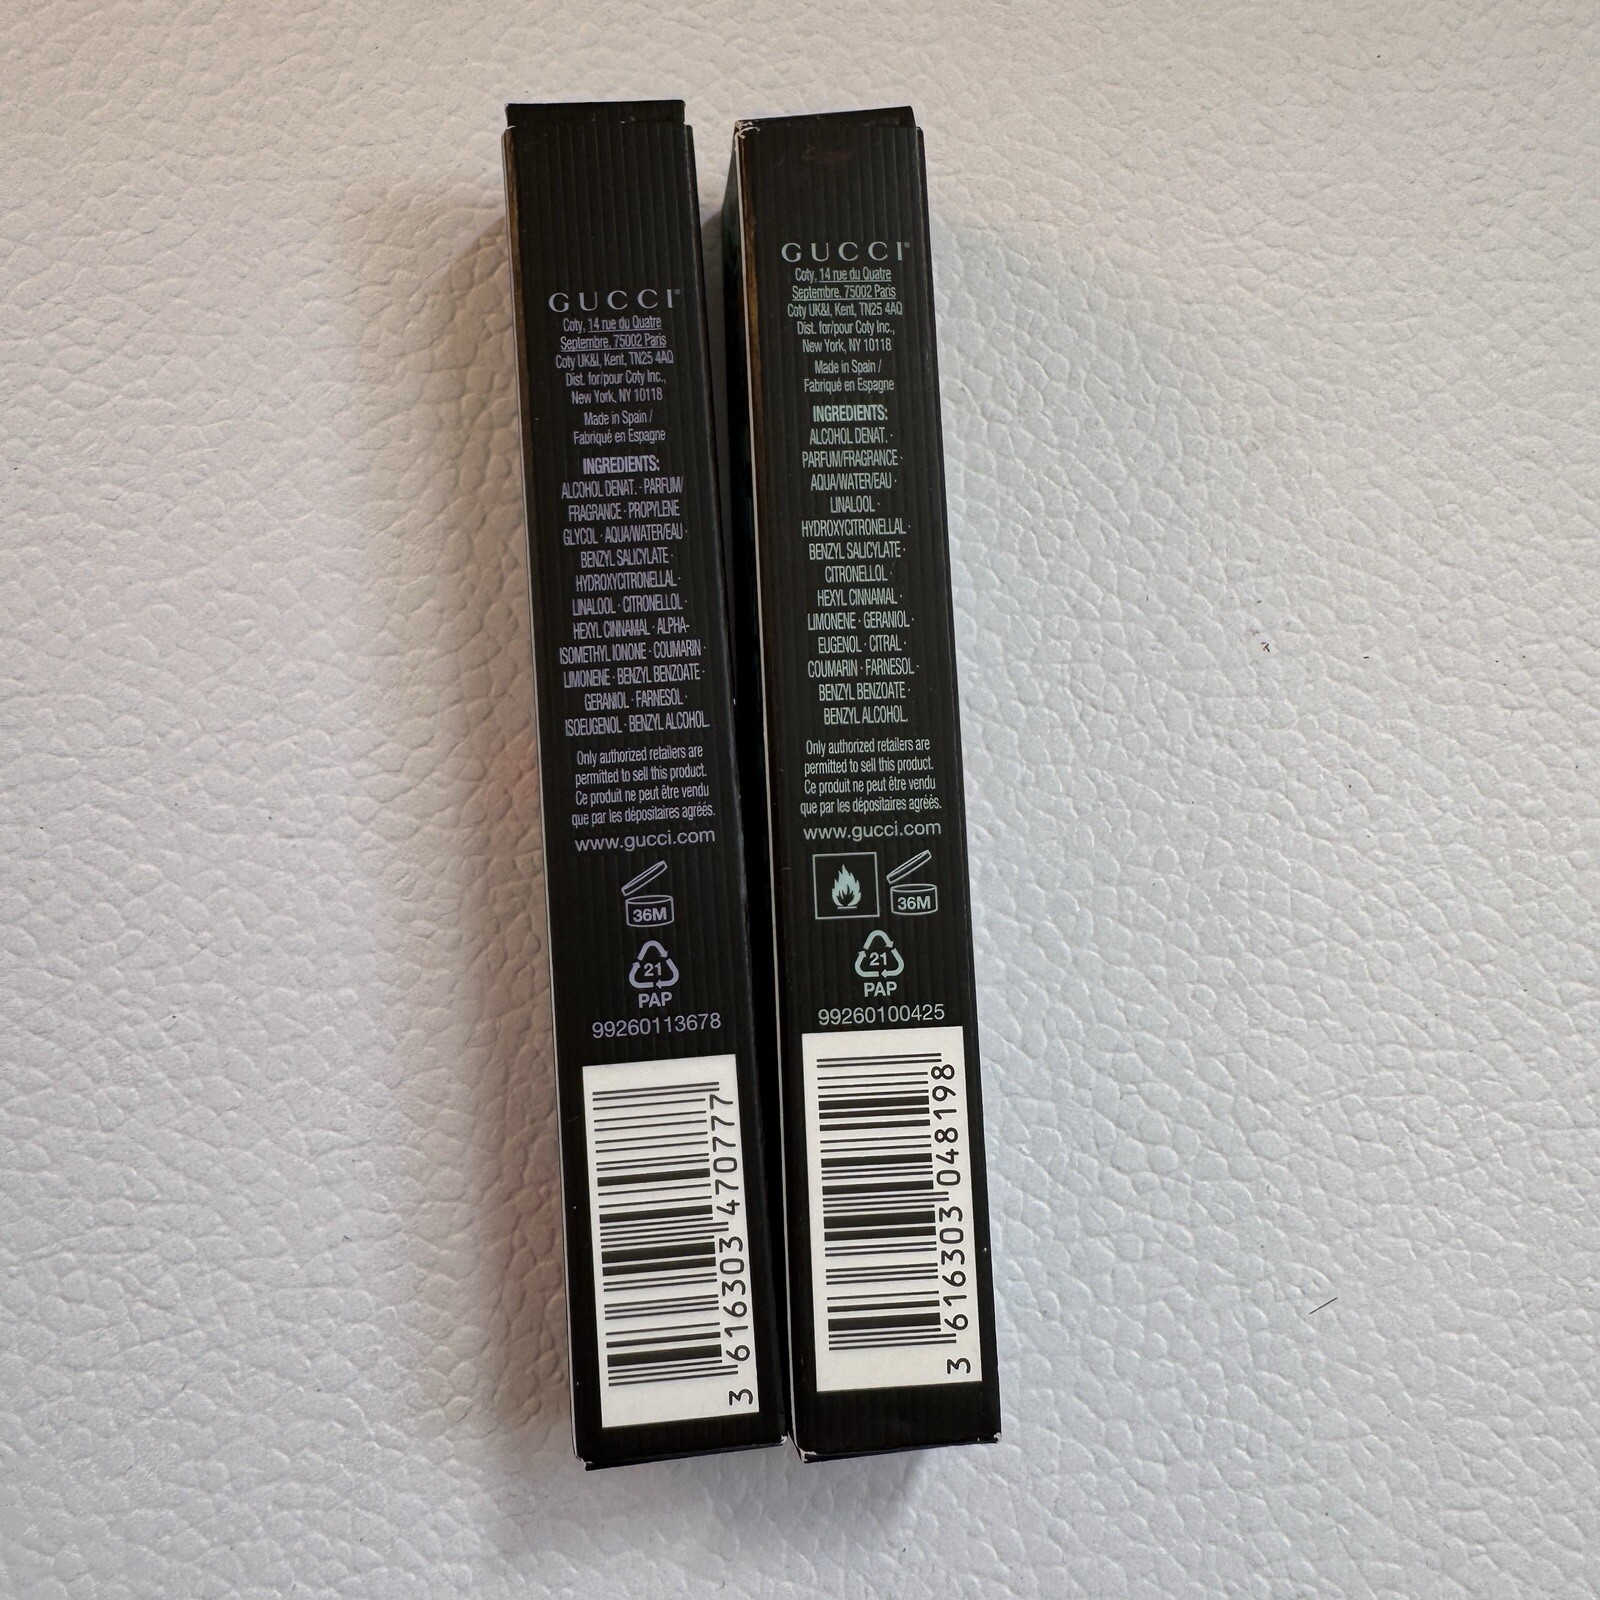 GUCCI®
Coty, 14 rue du Quatre
Septembre, 75002 Paris
Coty UK&I, Kent, TN25 4AQ
Dist. for/pour Coty Inc.,
New York, NY 10118
Made in Spain /
Fabriqué en Espagne
INGREDIENTS:
ALCOHOL DENAT. · PARFUM/
FRAGRANCE · PROPYLENE
GLYCOL · AQUA/WATER/EAU ·
BENZYL SALICYLATE ·
HYDROXYCITRONELLAL ·
LINALOOL · CITRONELLOL ·
HEXYL CINNAMAL · ALPHA-
ISOMETHYL IONONE · COUMARIN ·
LIMONENE · BENZYL BENZOATE ·
GERANIOL · FARNESOL ·
ISOEUGENOL · BENZYL ALCOHOL.
Only authorized retailers are
permitted to sell this product.
Ce produit ne peut être vendu
que par les dépositaires agréés.
www.gucci.com
36M
21
PAP
99260113678
3 616303 470777
GUCCI®
Coty, 14 rue du Quatre
Septembre, 75002 Paris
Coty UK&I, Kent, TN25 4AQ
Dist. for/pour Coty Inc.,
New York, NY 10118
Made in Spain /
Fabriqué en Espagne
INGREDIENTS:
ALCOHOL DENAT. ·
PARFUM/FRAGRANCE ·
AQUA/WATER/EAU ·
LINALOOL ·
HYDROXYCITRONELLAL ·
BENZYL SALICYLATE ·
CITRONELLOL ·
HEXYL CINNAMAL ·
LIMONENE · GERANIOL ·
EUGENOL · CITRAL ·
COUMARIN · FARNESOL ·
BENZYL BENZOATE ·
BENZYL ALCOHOL.
Only authorized retailers are
permitted to sell this product.
Ce produit ne peut être vendu
que par les dépositaires agréés.
www.gucci.com
36M
21
PAP
99260100425
3 616303 048198